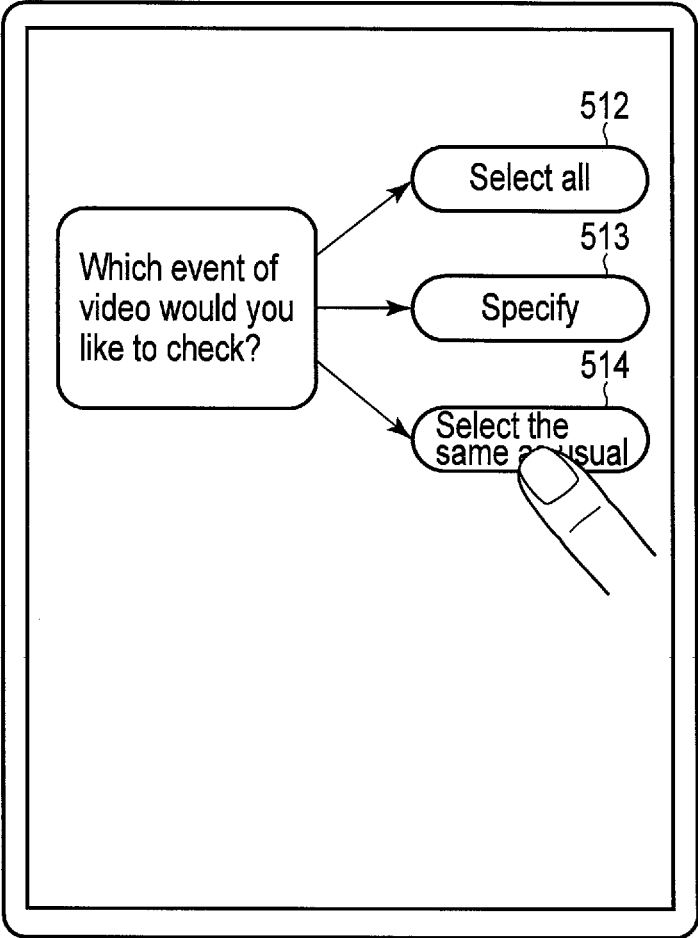 512
Select all
Which event of
video would you
like to check?
513
Specify
514
Select the
same as usual